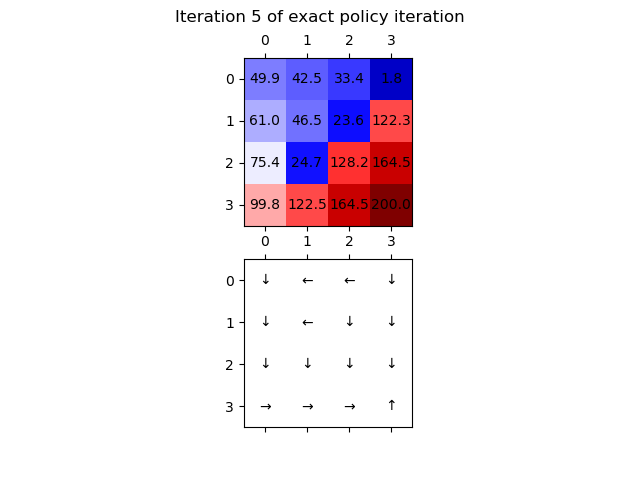 Iteration 5 of exact policy iteration
0 1 2 3
0 49.9 42.5 33.4 1.8
1 61.0 46.5 23.6 122.3
2 75.4 24.7 128.2 164.5
3 99.8 122.5 164.5 200.0
0 1 2 3
0 ↓ ← ← ↓
1 ↓ ← ↓ ↓
2 ↓ ↓ ↓ ↓
3 → → → ↑